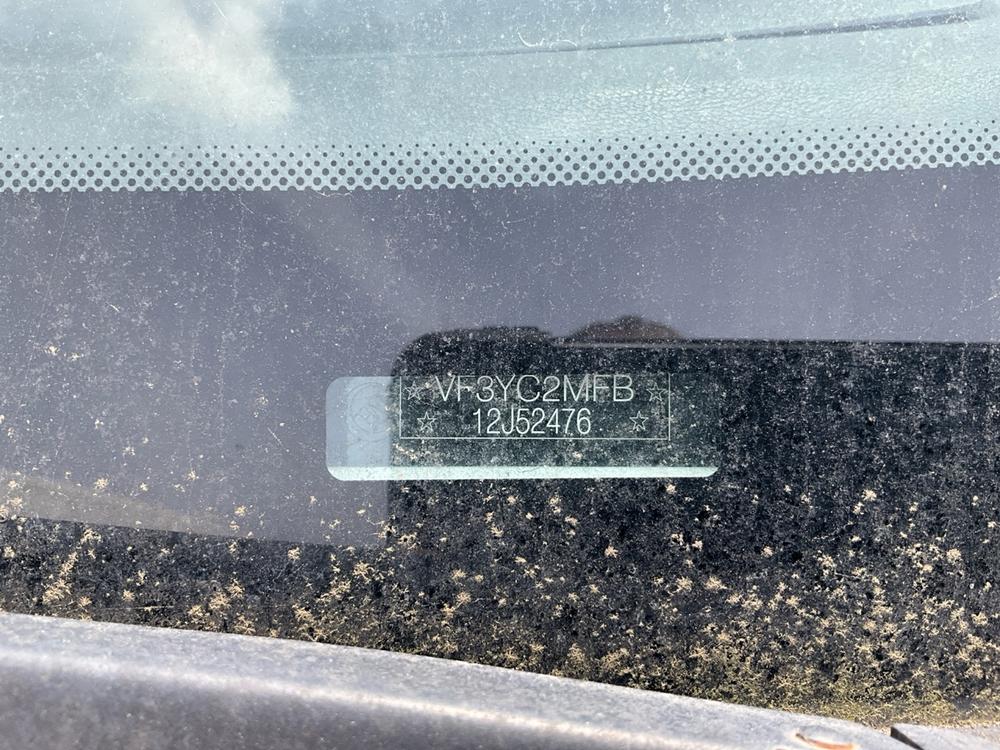 ☆ VF3YC2MFB ☆
☆ 12J52476 ☆